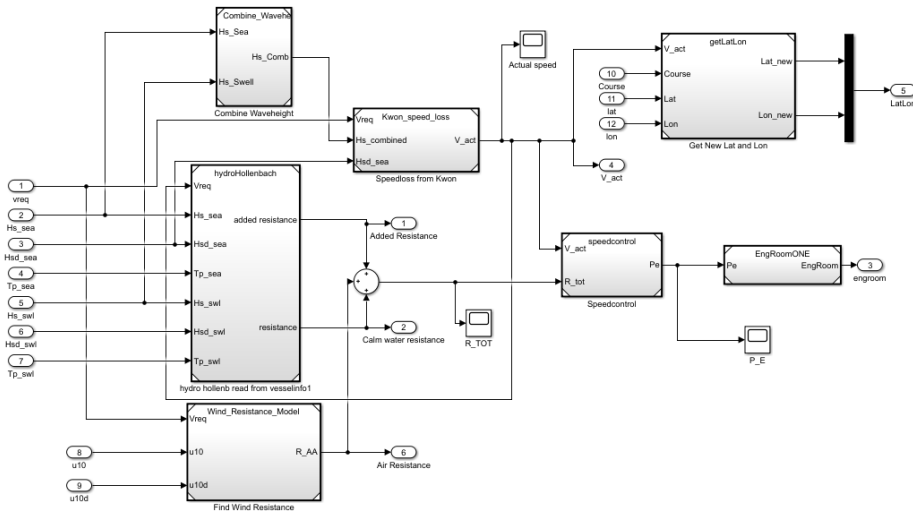 Combine_Wavehe
Hs_Sea
Hs_Comb
Hs_Swell
Combine Waveheight
Kwon_speed_loss
Vreq
Hs_combined
V_act
Hsd_sea
Speedloss from Kwon
Actual speed
getLatLon
V_act
Lat_new
10
Course
Course
11
Lat
lat
12
Lon
Lon_new
lon
Get New Lat and Lon
5
LatLon
4
V_act
hydroHollenbach
1
Vreq
vreq
added resistance
2
Hs_sea
Hs_sea
1
Added Resistance
3
Hsd_sea
Hsd_sea
4
Tp_sea
Tp_sea
5
Hs_swl
Hs_swl
resistance
2
Calm water resistance
6
Hsd_swl
Hsd_swl
7
Tp_swl
Tp_swl
hydro hollenb read from vesselinfo1
+
+
+
R_TOT
speedcontrol
V_act
Pe
R_tot
Speedcontrol
EngRoomONE
Pe
EngRoom
3
engroom
P_E
Wind_Resistance_Model
Vreq
8
u10
u10
R_AA
6
Air Resistance
9
u10d
u10d
Find Wind Resistance